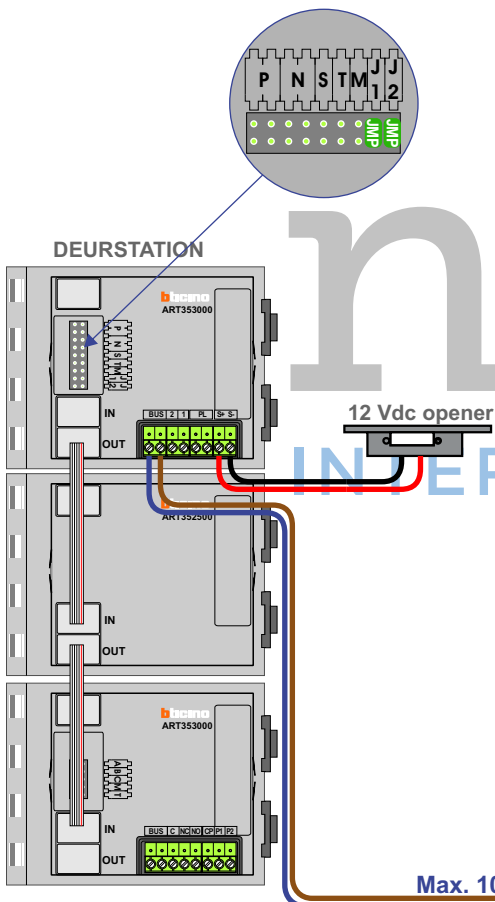 P N S T M J1 J2
JMP JMP
DEURSTATION
bticino
ART353000
P N S T M J1 J2
IN
OUT
BUS 2 1 PL S+ S-
12 Vdc opener
n
INTER
bticino
ART352500
IN
OUT
bticino
ART353000
A B C M T
IN
OUT
BUS C NC NO CP P1 P2
Max. 10